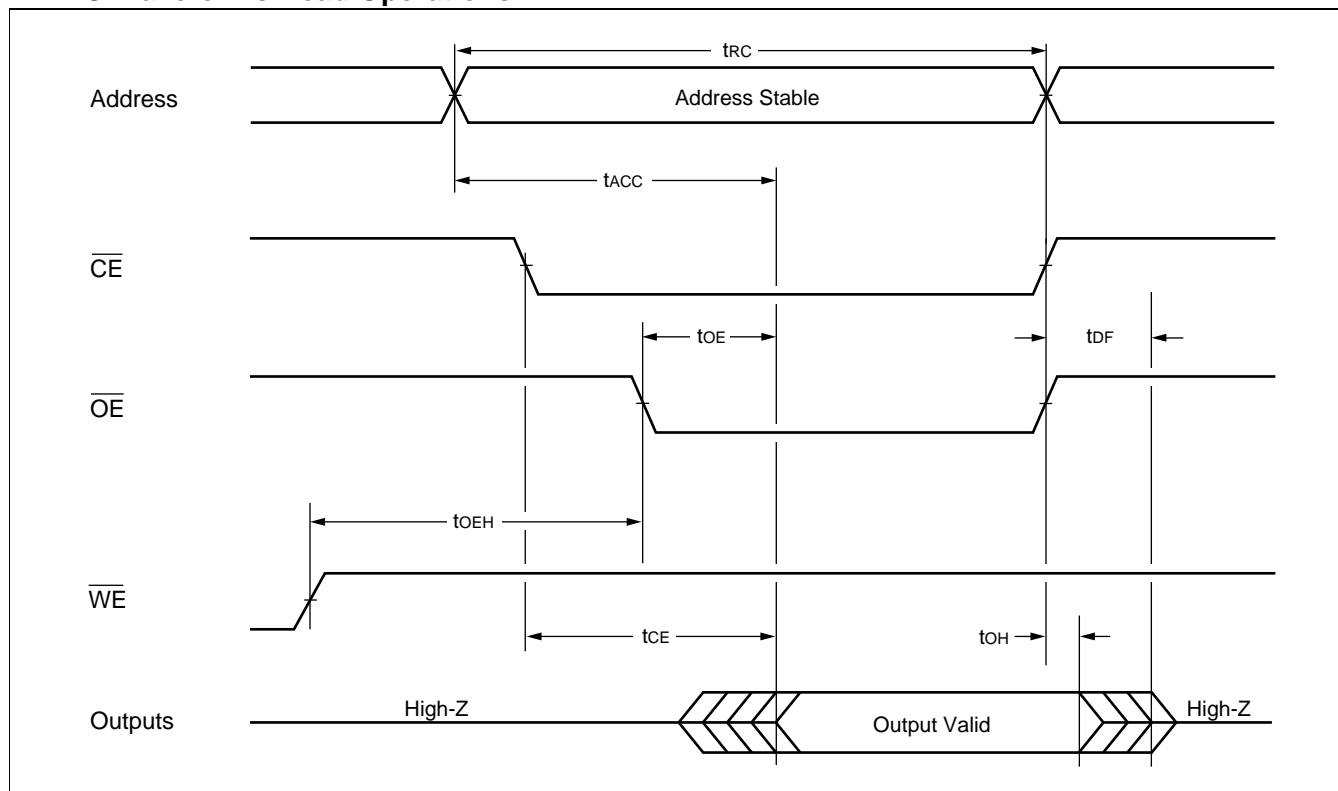 tRC
Address
Address Stable
tACC
CE
tOE
tDF
OE
tOEH
WE
tCE
tOH
Outputs
High-Z
Output Valid
High-Z